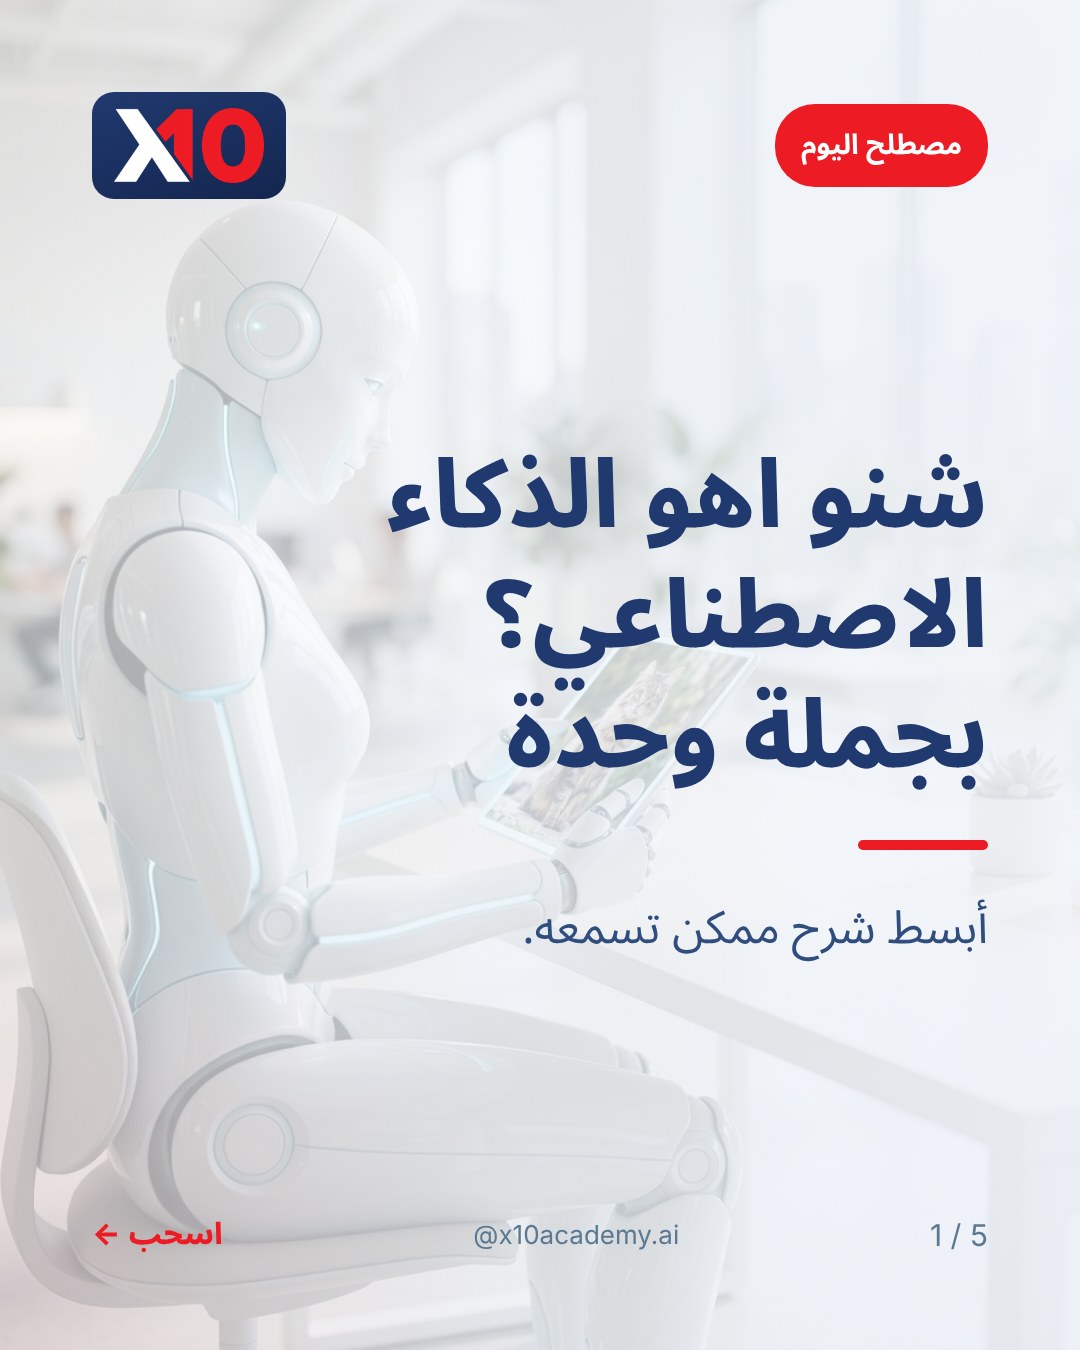 X10
مصطلح اليوم
شنو اهو الذكاء
الاصطناعي؟
بجملة وحدة
أبسط شرح ممكن تسمعه.
اسحب ←
@x10academy.ai
1 / 5